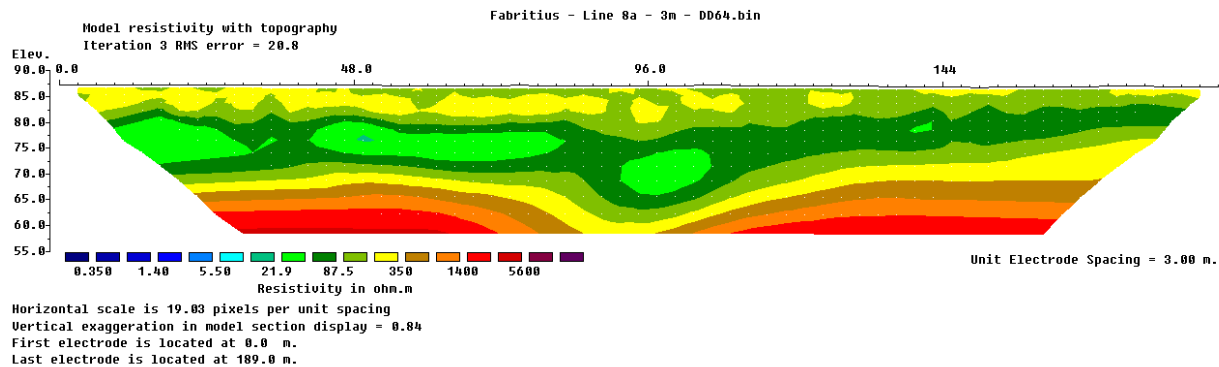 Fabritius - Line 8a - 3m - DD64.bin
Model resistivity with topography
Iteration 3 RMS error = 20.8
Elev.
90.0 0.0 48.0 96.0 144
85.0
80.0
75.0
70.0
65.0
60.0
55.0
0.350 1.40 5.50 21.9 87.5 350 1400 5600
Unit Electrode Spacing = 3.00 m.
Resistivity in ohm.m
Horizontal scale is 19.03 pixels per unit spacing
Vertical exaggeration in model section display = 0.84
First electrode is located at 0.0 m.
Last electrode is located at 189.0 m.